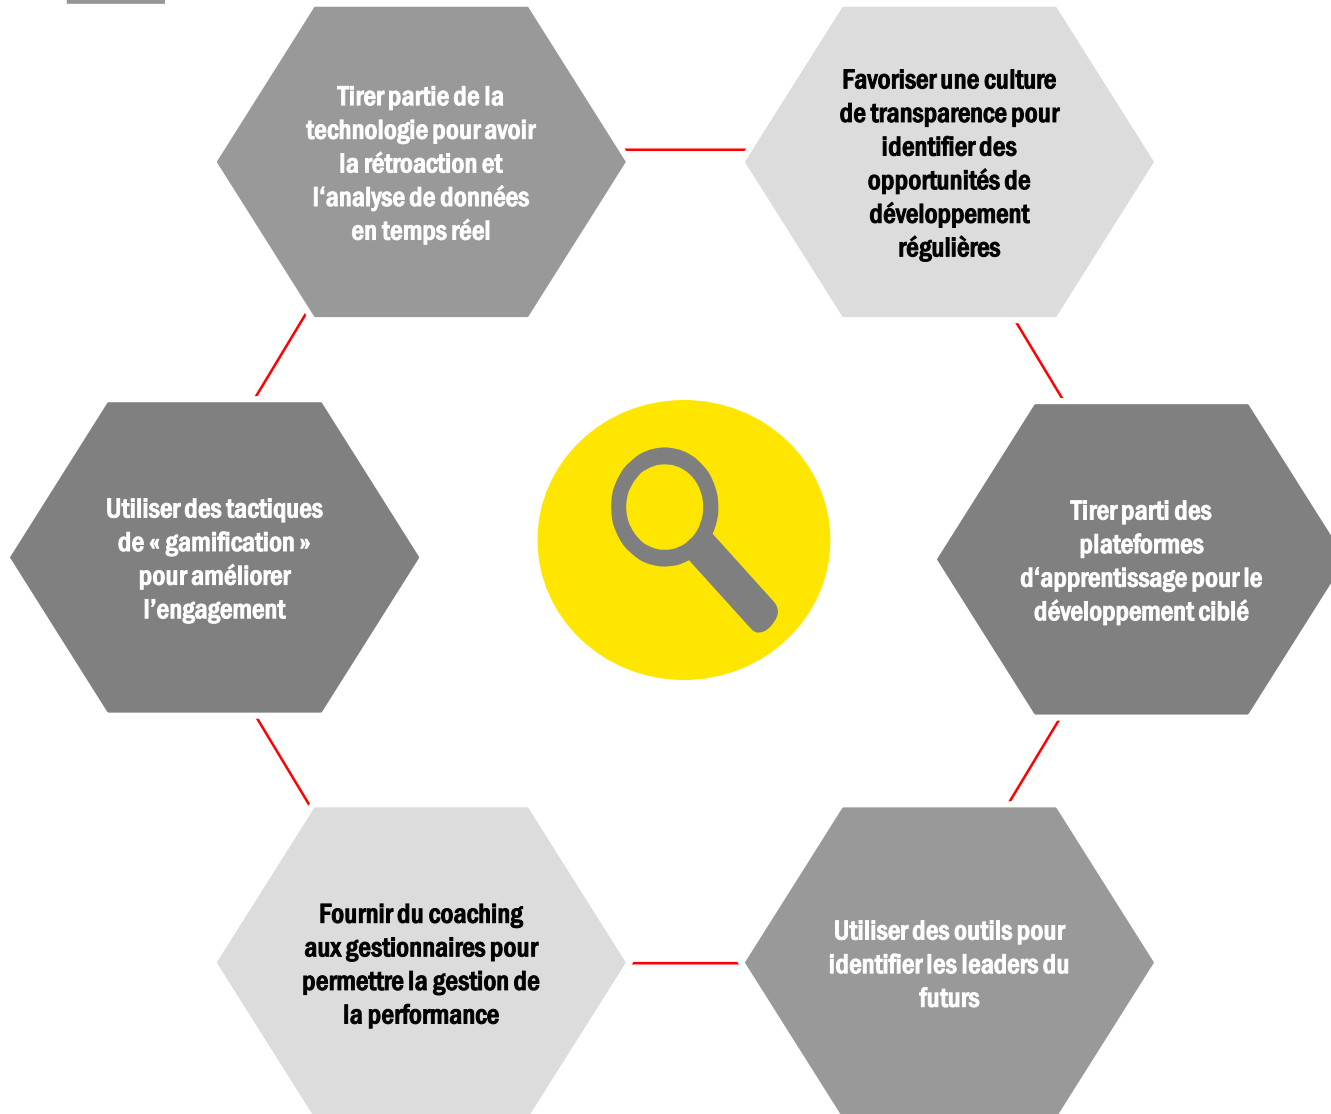 Tirer partie de la
technologie pour avoir
la rétroaction et
l‘analyse de données
en temps réel
Favoriser une culture
de transparence pour
identifier des
opportunités de
développement
régulières
Utiliser des tactiques
de « gamification »
pour améliorer
l’engagement
Tirer parti des
plateformes
d‘apprentissage pour le
développement ciblé
Fournir du coaching
aux gestionnaires pour
permettre la gestion de
la performance
Utiliser des outils pour
identifier les leaders du
futurs